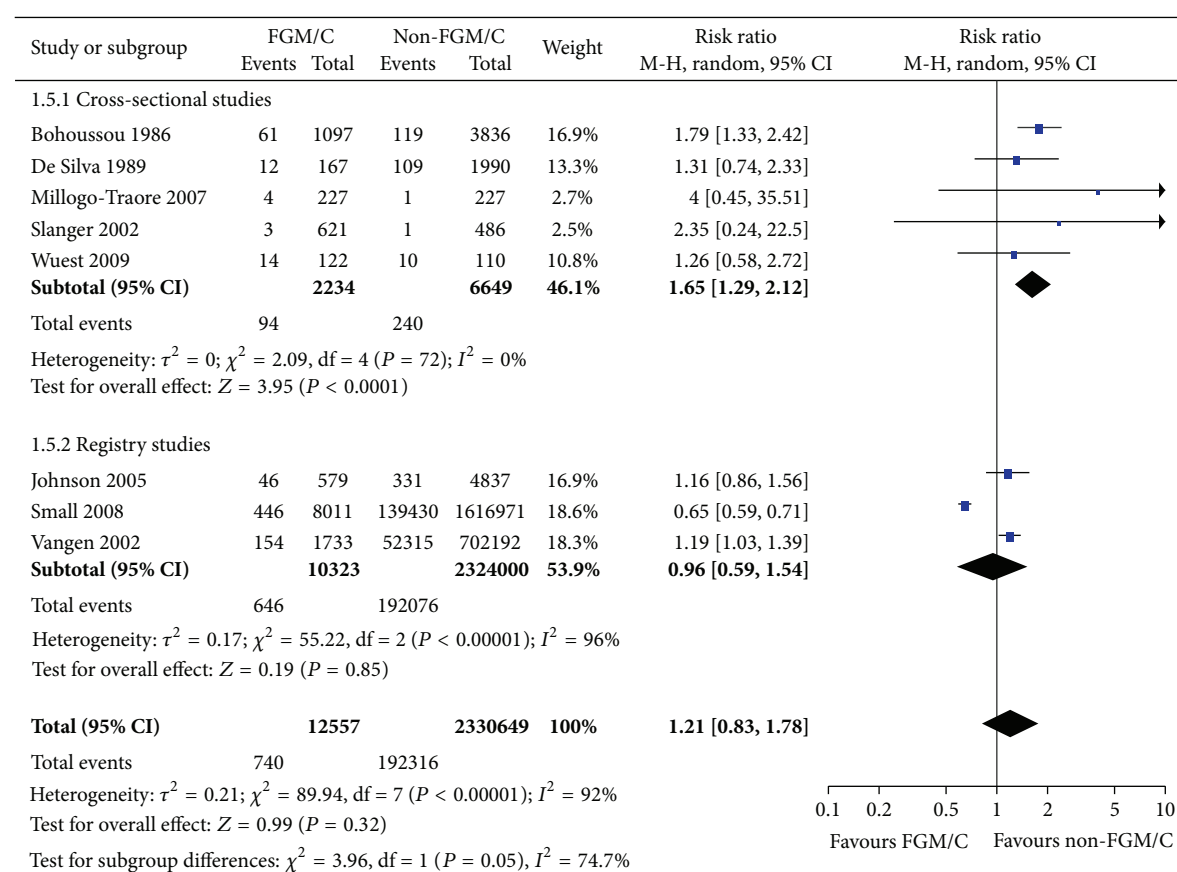 Study or subgroup FGM/C Non-FGM/C Weight Risk ratio Risk ratio
Events Total Events Total M-H, random, 95% CI M-H, random, 95% CI
1.5.1 Cross-sectional studies
Bohoussou 1986 61 1097 119 3836 16.9% 1.79 [1.33, 2.42]
De Silva 1989 12 167 109 1990 13.3% 1.31 [0.74, 2.33]
Millogo-Traore 2007 4 227 1 227 2.7% 4 [0.45, 35.51]
Slanger 2002 3 621 1 486 2.5% 2.35 [0.24, 22.5]
Wuest 2009 14 122 10 110 10.8% 1.26 [0.58, 2.72]
Subtotal (95% CI) 2234 6649 46.1% 1.65 [1.29, 2.12]
Total events 94 240
Heterogeneity: τ² = 0; χ² = 2.09, df = 4 (P = 72); I² = 0%
Test for overall effect: Z = 3.95 (P < 0.0001)
1.5.2 Registry studies
Johnson 2005 46 579 331 4837 16.9% 1.16 [0.86, 1.56]
Small 2008 446 8011 139430 1616971 18.6% 0.65 [0.59, 0.71]
Vangen 2002 154 1733 52315 702192 18.3% 1.19 [1.03, 1.39]
Subtotal (95% CI) 10323 2324000 53.9% 0.96 [0.59, 1.54]
Total events 646 192076
Heterogeneity: τ² = 0.17; χ² = 55.22, df = 2 (P < 0.00001); I² = 96%
Test for overall effect: Z = 0.19 (P = 0.85)
Total (95% CI) 12557 2330649 100% 1.21 [0.83, 1.78]
Total events 740 192316
Heterogeneity: τ² = 0.21; χ² = 89.94, df = 7 (P < 0.00001); I² = 92%
Test for overall effect: Z = 0.99 (P = 0.32)
Test for subgroup differences: χ² = 3.96, df = 1 (P = 0.05), I² = 74.7%
0.1 0.2 0.5 1 2 5 10
Favours FGM/C Favours non-FGM/C